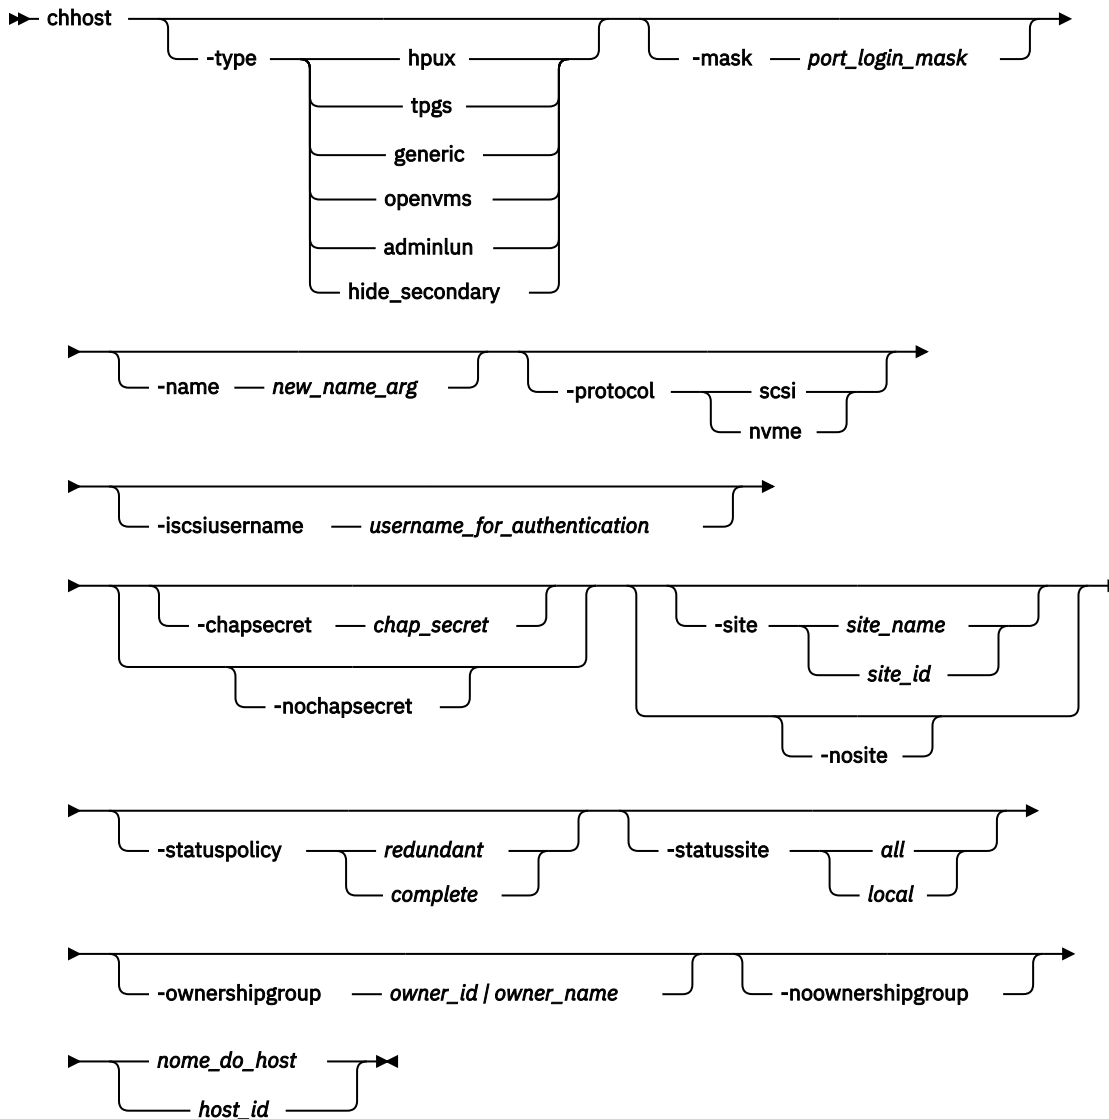 chhost
-type hpux -mask port_login_mask
tpgs
generic
openvms
adminlun
hide_secondary
-name new_name_arg -protocol scsi
nvme
-iscsiusername username_for_authentication
-chapsecret chap_secret -site site_name
site_id
-nochapsecret
-nosite
-statuspolicy redundant -statussite all
complete local
-ownershipgroup owner_id / owner_name -noownershipgroup
nome_do_host
host_id